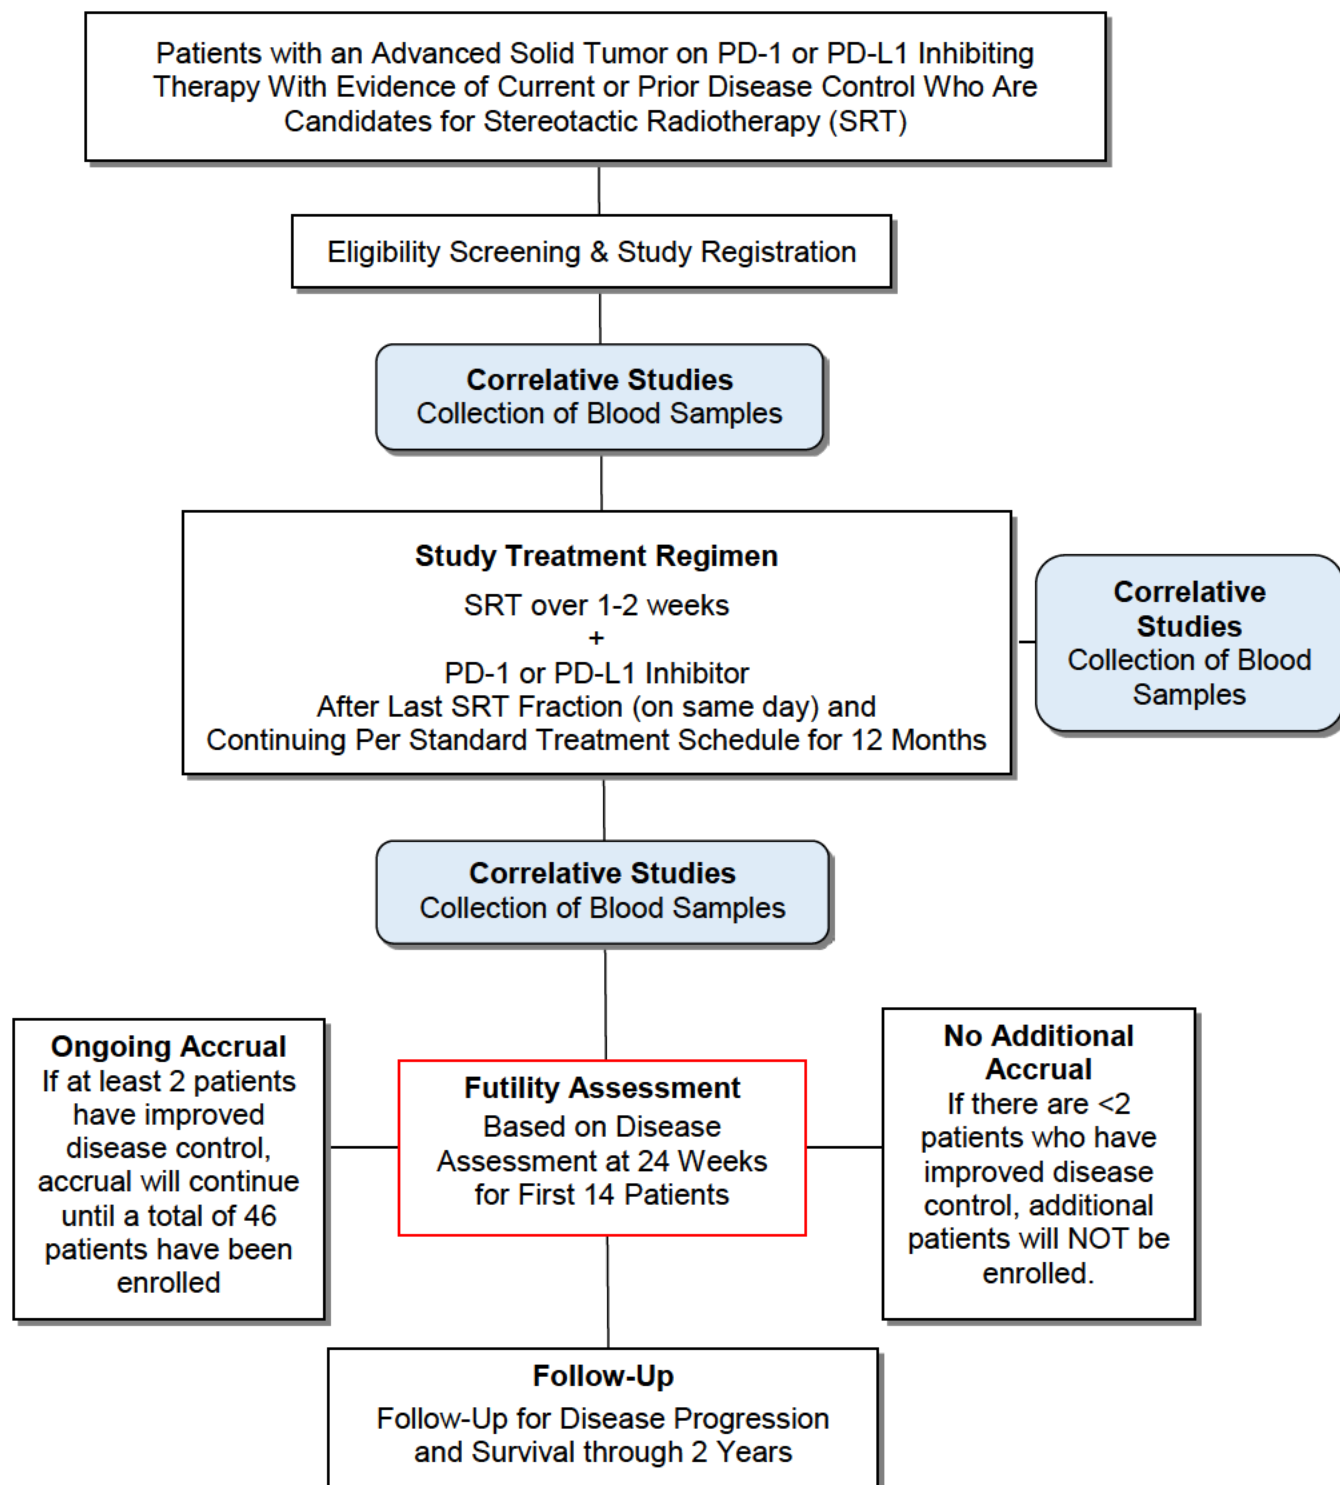 Patients with an Advanced Solid Tumor on PD-1 or PD-L1 Inhibiting
Therapy With Evidence of Current or Prior Disease Control Who Are
Candidates for Stereotactic Radiotherapy (SRT)
Eligibility Screening & Study Registration
Correlative Studies
Collection of Blood Samples
Study Treatment Regimen
SRT over 1-2 weeks
+
PD-1 or PD-L1 Inhibitor
After Last SRT Fraction (on same day) and
Continuing Per Standard Treatment Schedule for 12 Months
Correlative
Studies
Collection of Blood
Samples
Correlative Studies
Collection of Blood Samples
Ongoing Accrual
If at least 2 patients
have improved
disease control,
accrual will continue
until a total of 46
patients have been
enrolled
Futility Assessment
Based on Disease
Assessment at 24 Weeks
for First 14 Patients
No Additional
Accrual
If there are <2
patients who have
improved disease
control, additional
patients will NOT be
enrolled.
Follow-Up
Follow-Up for Disease Progression
and Survival through 2 Years